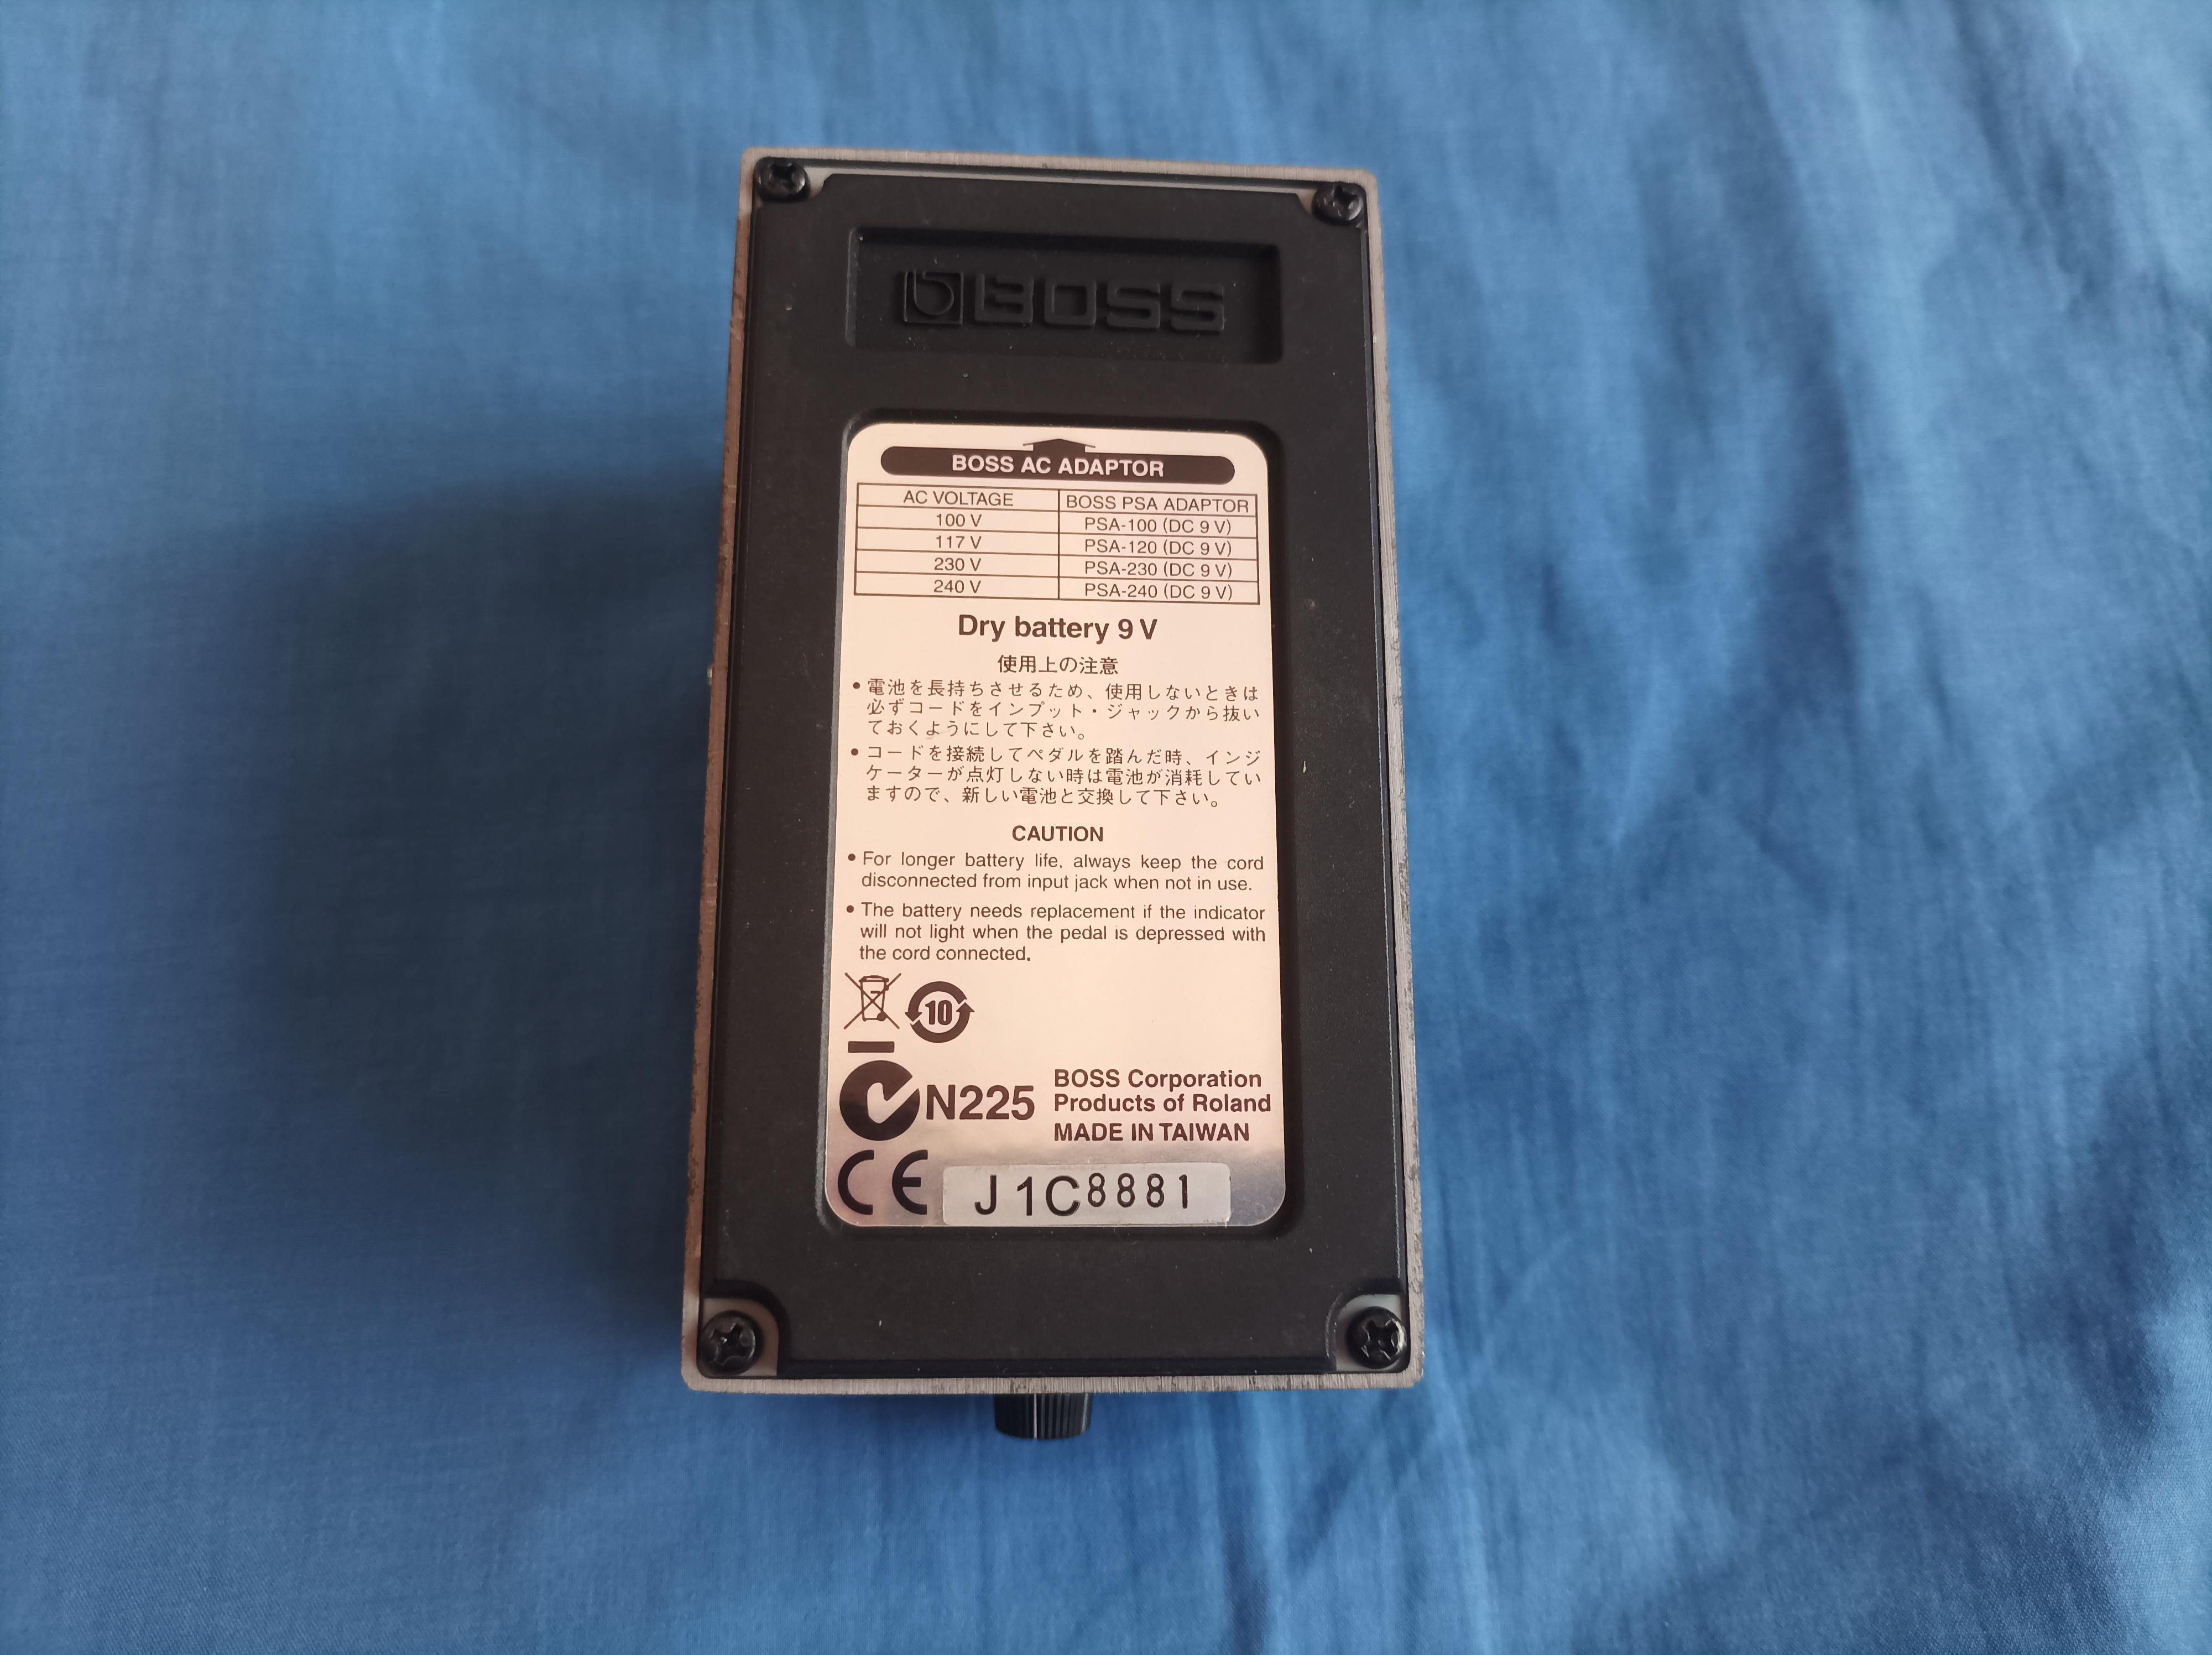 BOSS
BOSS AC ADAPTOR
AC VOLTAGE BOSS PSA ADAPTOR
100 V PSA-100 (DC 9 V)
117 V PSA-120 (DC 9 V)
230 V PSA-230 (DC 9 V)
240 V PSA-240 (DC 9 V)
Dry battery 9 V
使用上の注意
• 電池を長持ちさせるため、使用しないときは
必ずコードをインプット・ジャックから抜い
ておくようにして下さい。
• コードを接続してペダルを踏んだ時、インジ
ケーターが点灯しない時は電池が消耗してい
ますので、新しい電池と交換して下さい。
CAUTION
• For longer battery life, always keep the cord
disconnected from input jack when not in use.
• The battery needs replacement if the indicator
will not light when the pedal is depressed with
the cord connected.
10
N225
BOSS Corporation
Products of Roland
MADE IN TAIWAN
CE
J1C8881